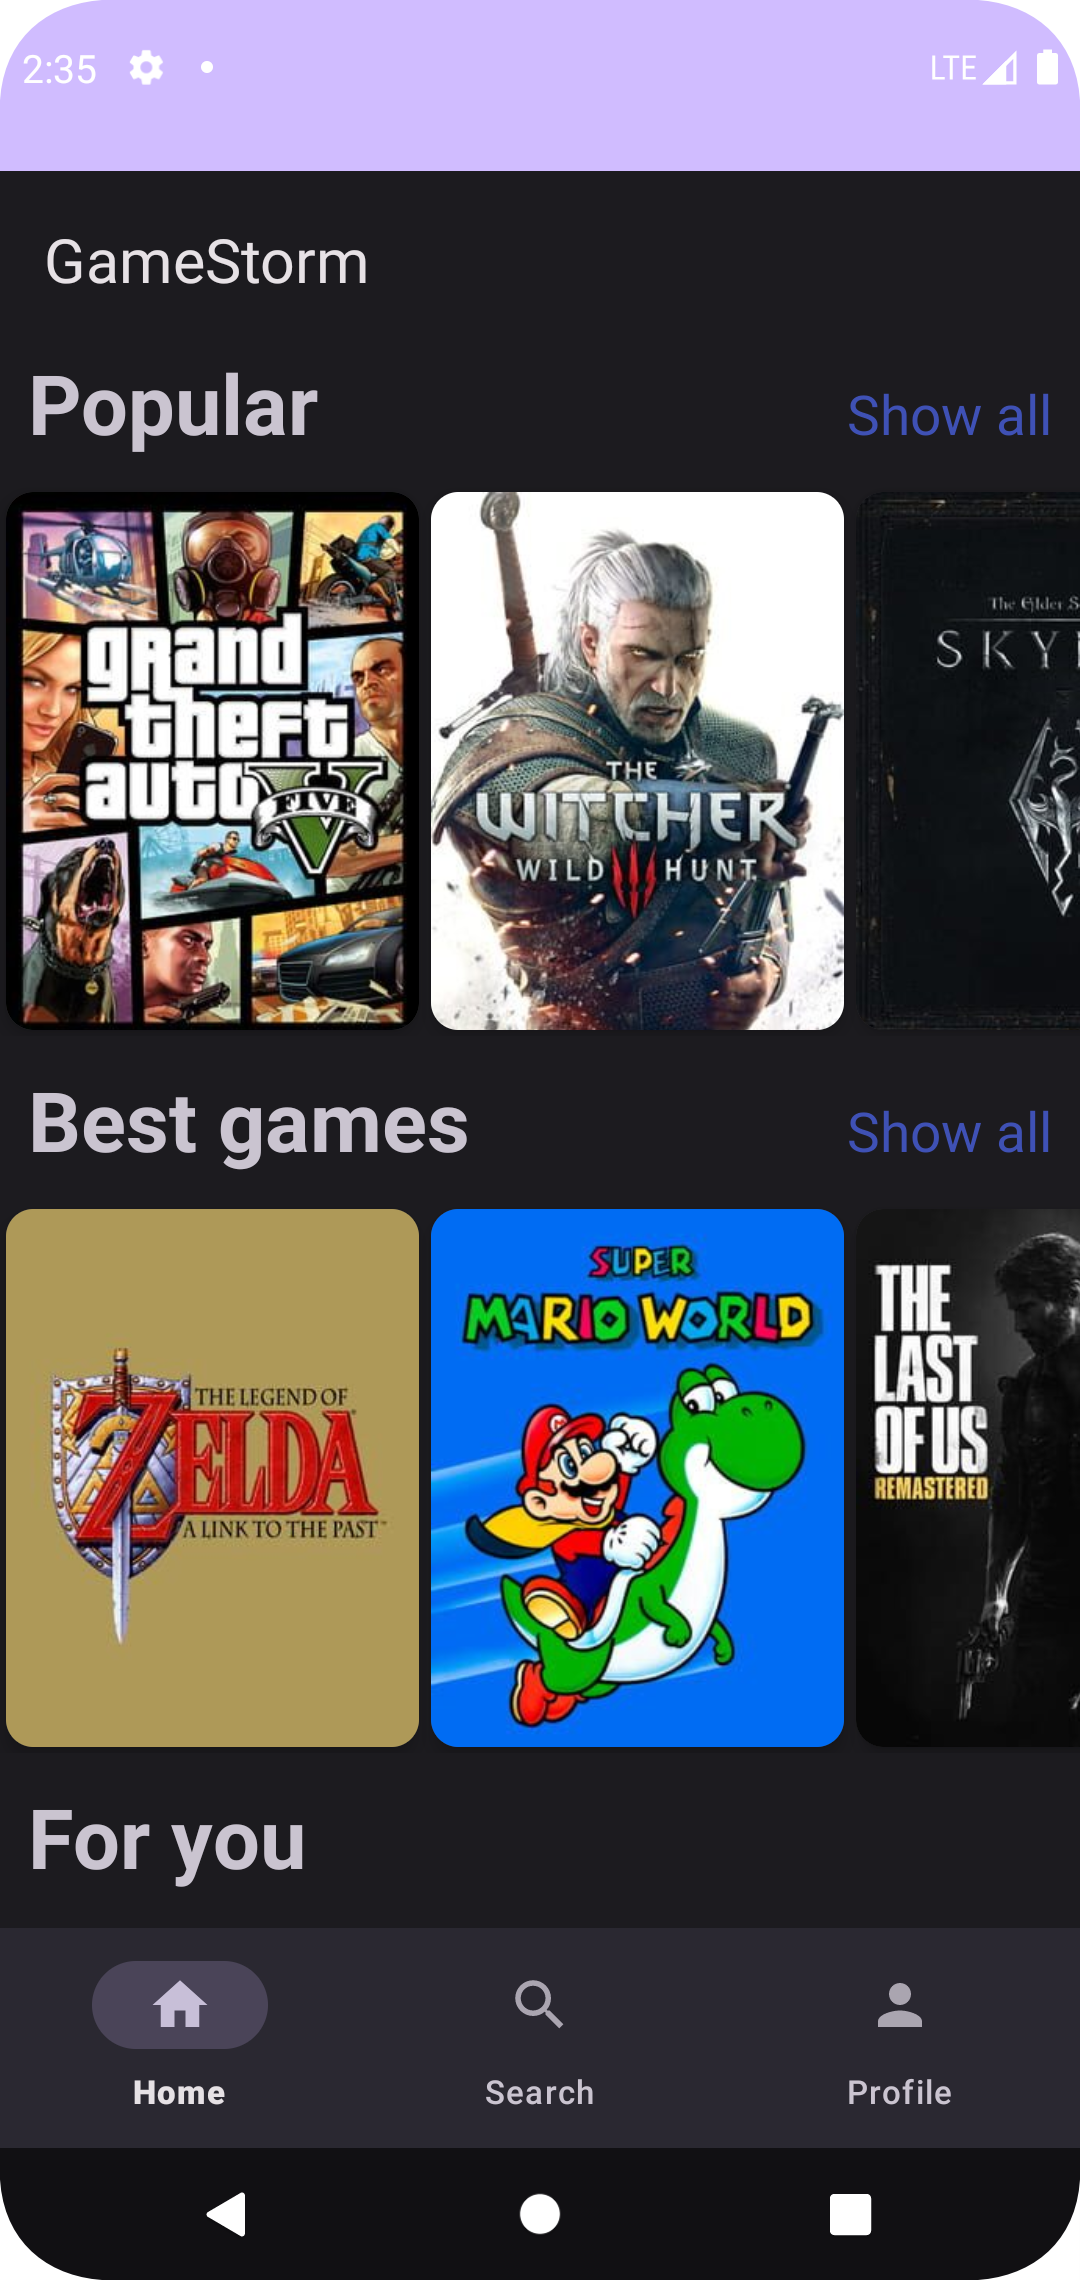 2:35
LTE
GameStorm
Popular
Show all
grand
theft
auto
FIVE
THE
WITCHER
WILD HUNT
The Elder
Best games
Show all
THE LEGEND OF
ZELDA
A LINK TO THE PAST
SUPER
MARIO WORLD
THE
LAST
OF US
REMASTERED
For you
Home
Search
Profile